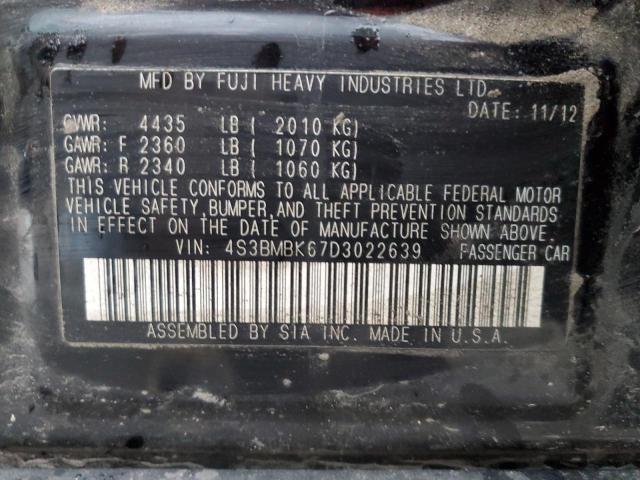 MFD BY FUJI HEAVY INDUSTRIES LTD.
DATE: 11/12
GVWR: 4435 LB ( 2010 KG)
GAWR: F 2360 LB ( 1070 KG)
GAWR: R 2340 LB ( 1060 KG)
THIS VEHICLE CONFORMS TO ALL APPLICABLE FEDERAL MOTOR
VEHICLE SAFETY, BUMPER, AND THEFT PREVENTION STANDARDS
IN EFFECT ON THE DATE OF MANUFACTURE SHOWN ABOVE.
VIN: 4S3BMBK67D3022639 PASSENGER CAR
ASSEMBLED BY SIA INC. MADE IN U.S.A.